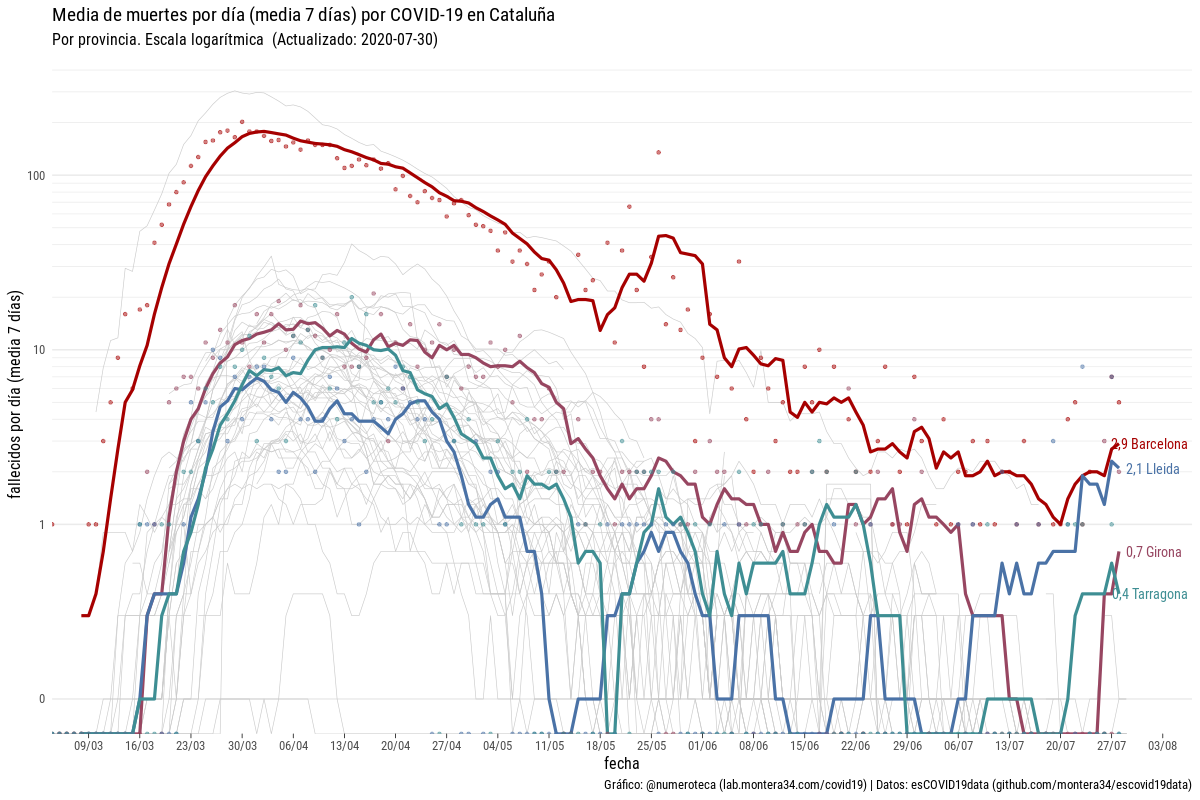 Media de muertes por día (media 7 días) por COVID-19 en Cataluña
Por provincia. Escala logarítmica (Actualizado: 2020-07-30)
fallecidos por día (media 7 días)
100
10
1
0
2,9 Barcelona
2,1 Lleida
0,7 Girona
0,4 Tarragona
09/03 16/03 23/03 30/03 06/04 13/04 20/04 27/04 04/05 11/05 18/05 25/05 01/06 08/06 15/06 22/06 29/06 06/07 13/07 20/07 27/07 03/08
fecha
Gráfico: @numeroteca (lab.montera34.com/covid19) | Datos: esCOVID19data (github.com/montera34/escovid19data)